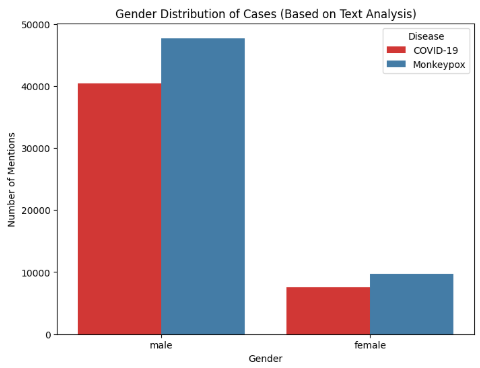 Gender Distribution of Cases (Based on Text Analysis)
Disease
COVID-19
Monkeypox
Number of Mentions
50000
40000
30000
20000
10000
0
male
female
Gender